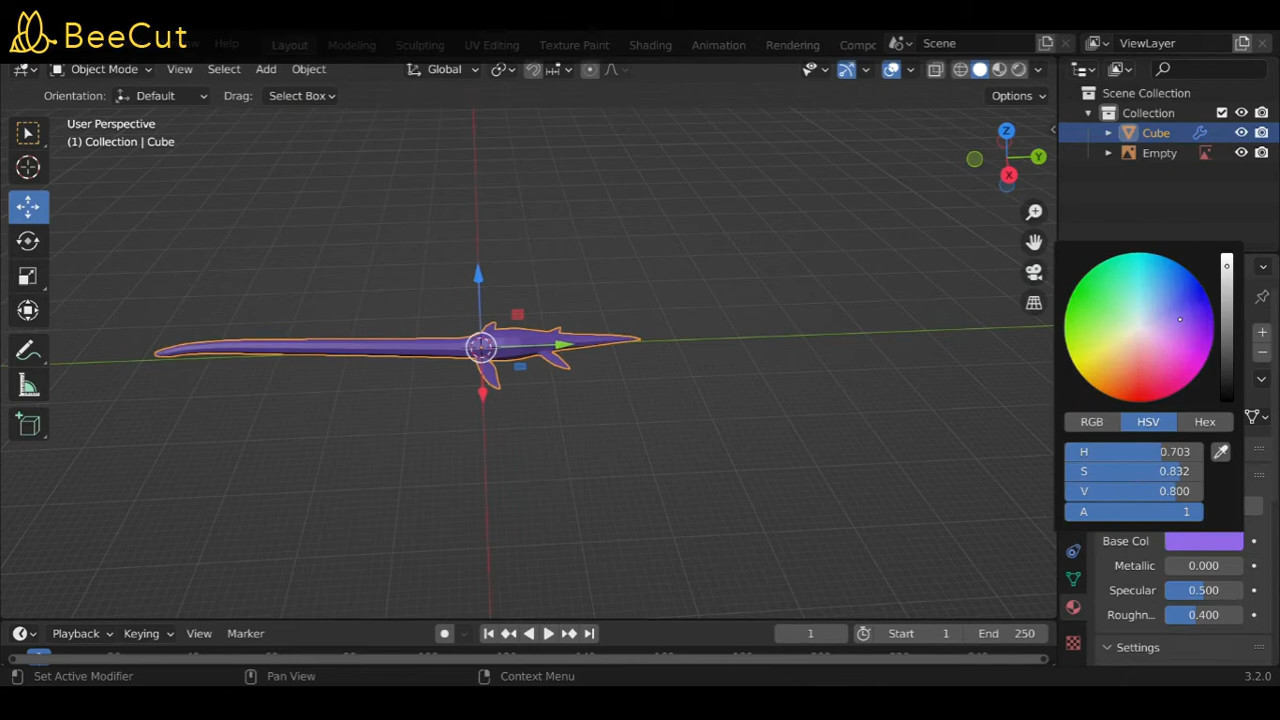 BeeCut
Help
Layout
Modeling
Sculpting
UV Editing
Texture Paint
Shading
Animation
Rendering
Comp
Scene
ViewLayer
Object Mode
View
Select
Add
Object
Global
Orientation:
Default
Drag:
Select Box
Options
User Perspective
(1) Collection | Cube
Z
Y
X
Scene Collection
Collection
Cube
Empty
RGB
HSV
Hex
H 0.703
S 0.832
V 0.800
A 1
Base Col
Metallic 0.000
Specular 0.500
Roughn... 0.400
Settings
Playback
Keying
View
Marker
1
Start 1
End 250
Set Active Modifier
Pan View
Context Menu
3.2.0